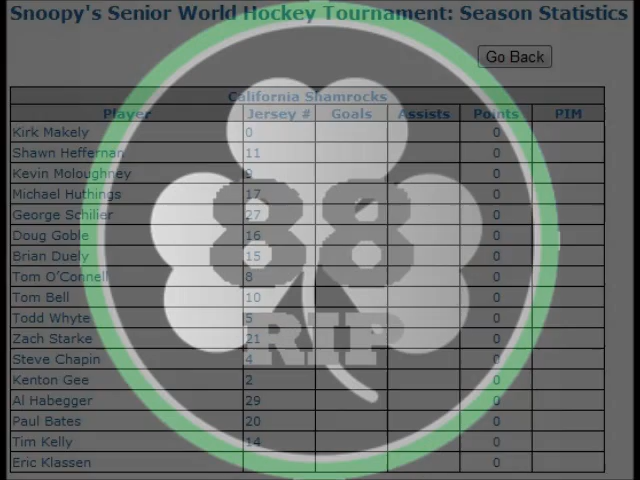 Snoopy's Senior World Hockey Tournament: Season Statistics
Go Back
California Shamrocks
Player Jersey # Goals Assists Points PIM
Kirk Makely 0 0
Shawn Heffernan 11 0
Kevin Moloughney 9 0
Michael Huthings 17 0
George Schilier 27 0
Doug Goble 16 0
Brian Duely 15 0
Tom O'Connell 8 0
Tom Bell 10 0
Todd Whyte 5 0
Zach Starke 21 0
Steve Chapin 4 0
Kenton Gee 2 0
Al Habegger 29 0
Paul Bates 20 0
Tim Kelly 14 0
Eric Klassen 0
88
RIP